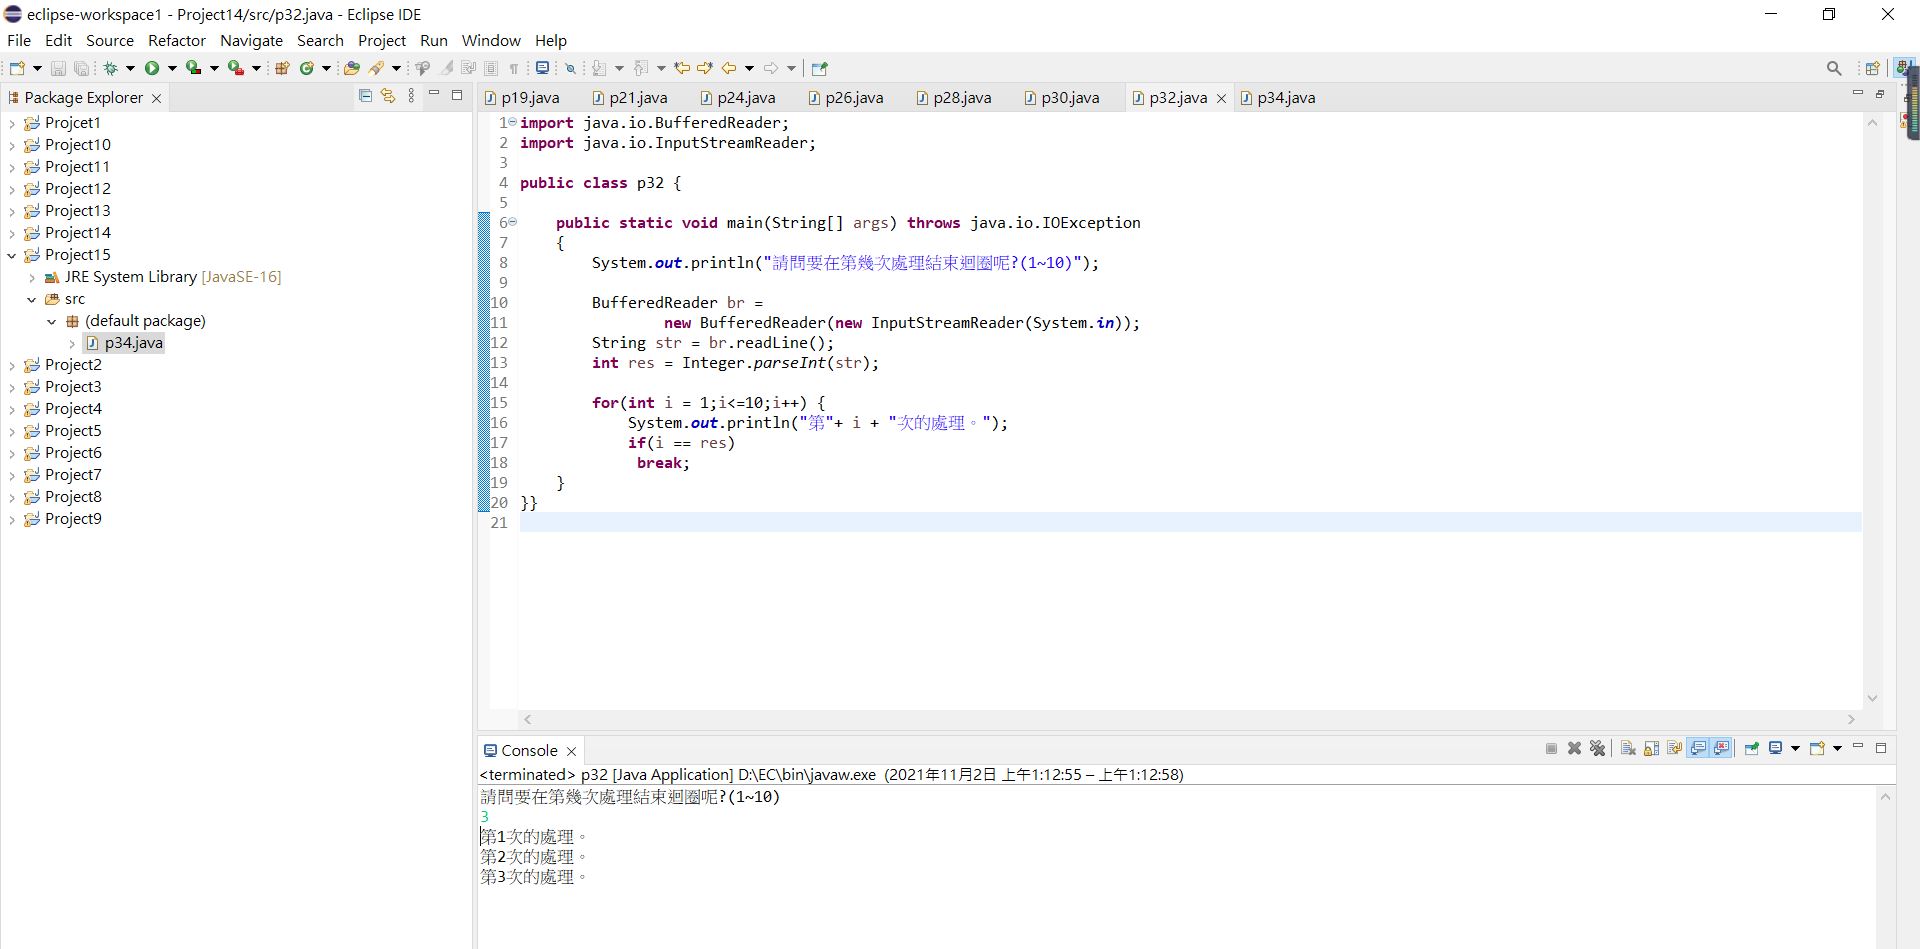 eclipse-workspace1 - Project14/src/p32.java - Eclipse IDE
File Edit Source Refactor Navigate Search Project Run Window Help
Package Explorer
Projcet1
Project10
Project11
Project12
Project13
Project14
Project15
JRE System Library [JavaSE-16]
src
(default package)
p34.java
Project2
Project3
Project4
Project5
Project6
Project7
Project8
Project9
p19.java p21.java p24.java p26.java p28.java p30.java p32.java p34.java
1 import java.io.BufferedReader;
2 import java.io.InputStreamReader;
3
4 public class p32 {
5
6 public static void main(String[] args) throws java.io.IOException
7 {
8 System.out.println("請問要在第幾次處理結束迴圈呢?(1~10)");
9
10 BufferedReader br =
11 new BufferedReader(new InputStreamReader(System.in));
12 String str = br.readLine();
13 int res = Integer.parseInt(str);
14
15 for(int i = 1;i<=10;i++) {
16 System.out.println("第"+ i + "次的處理。");
17 if(i == res)
18 break;
19 }
20 }}
21
Console
<terminated> p32 [Java Application] D:\EC\bin\javaw.exe (2021年11月2日 上午1:12:55 – 上午1:12:58)
請問要在第幾次處理結束迴圈呢?(1~10)
3
第1次的處理。
第2次的處理。
第3次的處理。